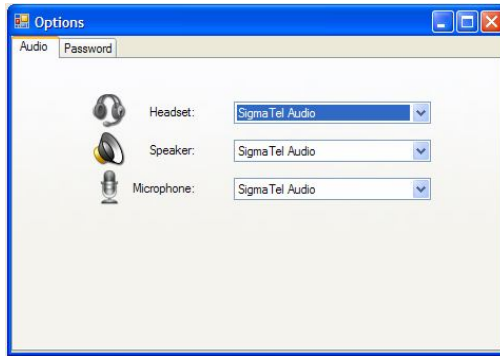 Options
Audio Password
Headset: SigmaTel Audio
Speaker: SigmaTel Audio
Microphone: SigmaTel Audio